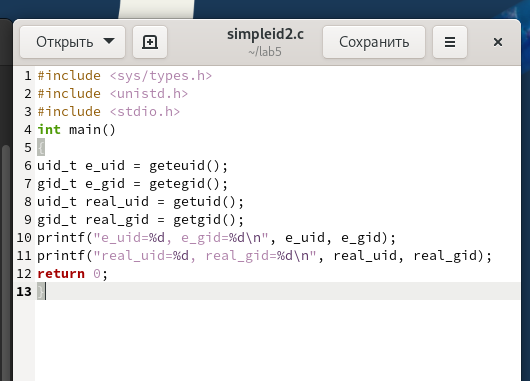 Открыть
simpleid2.c
~/lab5
Сохранить
1 #include <sys/types.h>
2 #include <unistd.h>
3 #include <stdio.h>
4 int main()
5 {
6 uid_t e_uid = geteuid();
7 gid_t e_gid = getegid();
8 uid_t real_uid = getuid();
9 gid_t real_gid = getgid();
10 printf("e_uid=%d, e_gid=%d\n", e_uid, e_gid);
11 printf("real_uid=%d, real_gid=%d\n", real_uid, real_gid);
12 return 0;
13 }